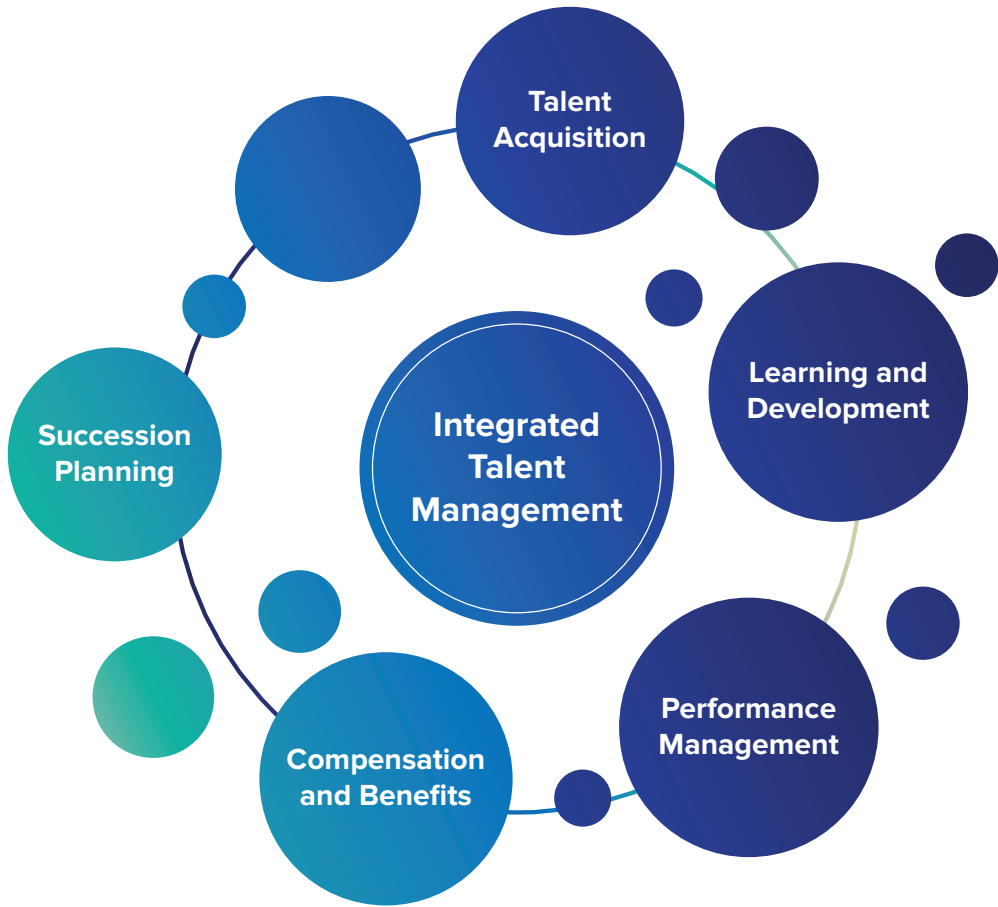 Talent
Acquisition
Learning and
Development
Integrated
Talent
Management
Succession
Planning
Performance
Management
Compensation
and Benefits